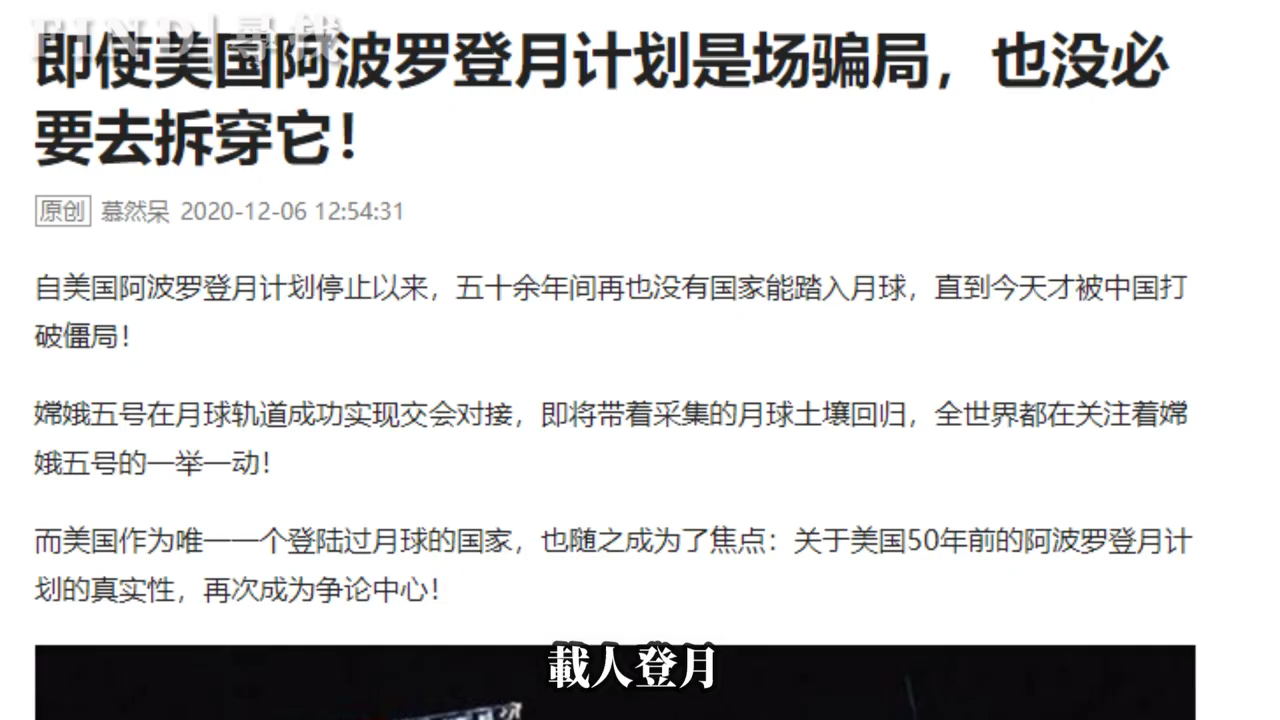 FIND|尋找
即使美国阿波罗登月计划是场骗局，也没必
要去拆穿它！
原创 慕然呆 2020-12-06 12:54:31
自美国阿波罗登月计划停止以来，五十余年间再也没有国家能踏入月球，直到今天才被中国打
破僵局！
嫦娥五号在月球轨道成功实现交会对接，即将带着采集的月球土壤回归，全世界都在关注着嫦
娥五号的一举一动！
而美国作为唯一一个登陆过月球的国家，也随之成为了焦点：关于美国50年前的阿波罗登月计
划的真实性，再次成为争论中心！
載人登月